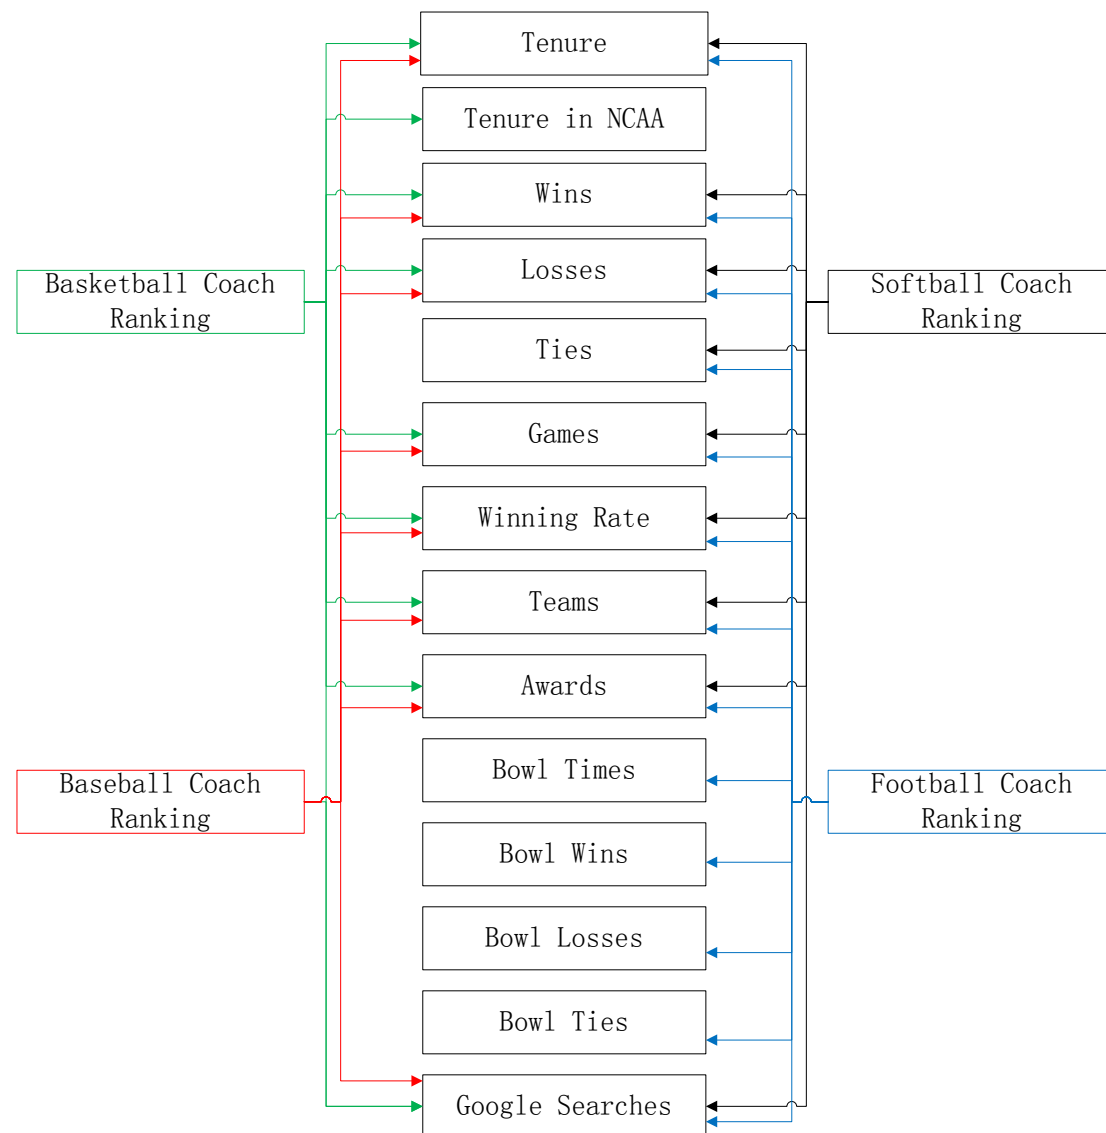 Tenure
Tenure in NCAA
Wins
Losses
Basketball Coach
Ranking
Softball Coach
Ranking
Ties
Games
Winning Rate
Teams
Awards
Bowl Times
Baseball Coach
Ranking
Football Coach
Ranking
Bowl Wins
Bowl Losses
Bowl Ties
Google Searches